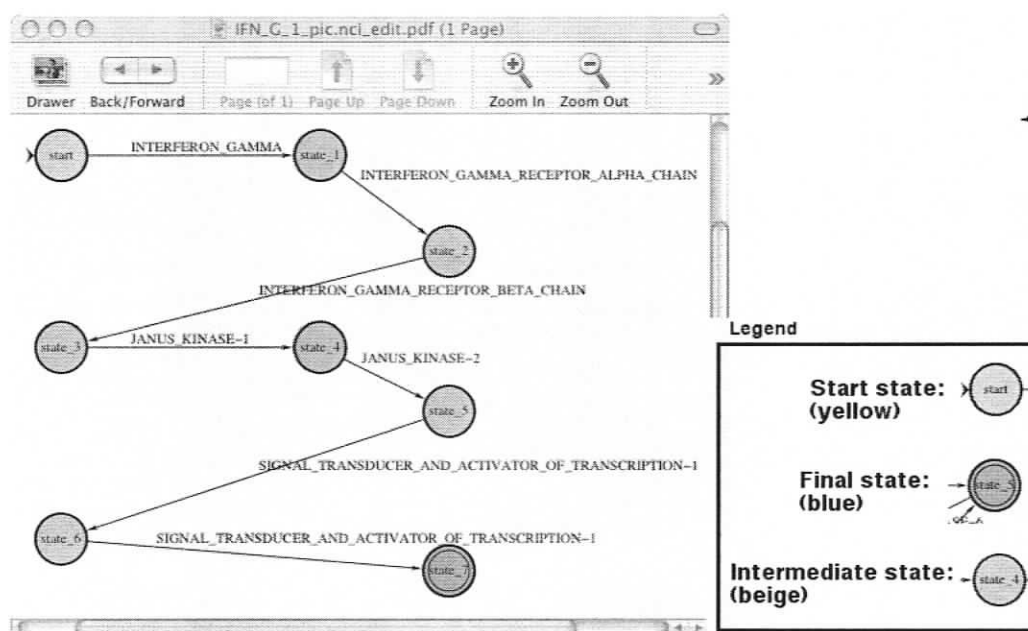 IFN_G_1_pic.nci_edit.pdf (1 Page)
Drawer Back/Forward Page (of 1) Page Up Page Down Zoom In Zoom Out »
start INTERFERON_GAMMA state_1
INTERFERON_GAMMA_RECEPTOR_ALPHA_CHAIN
state_2
INTERFERON_GAMMA_RECEPTOR_BETA_CHAIN
state_3 JANUS_KINASE-1 state_4
JANUS_KINASE-2
state_5
SIGNAL_TRANSDUCER_AND_ACTIVATOR_OF_TRANSCRIPTION-1
state_6 SIGNAL_TRANSDUCER_AND_ACTIVATOR_OF_TRANSCRIPTION-1
state_7
Legend
Start state: start
(yellow)
Final state: state_5
(blue)
Intermediate state: state_4
(beige)